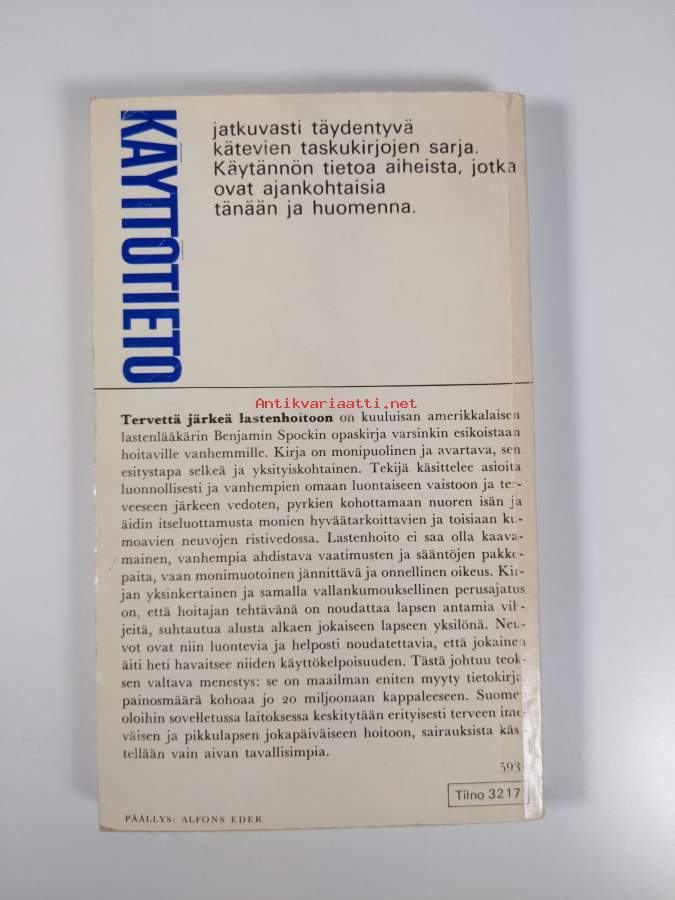 KÄYTTÖTIETO
jatkuvasti täydentyvä
kätevien taskukirjojen sarja.
Käytännön tietoa aiheista, jotka
ovat ajankohtaisia
tänään ja huomenna.
Antikvariaatti.net
Tervettä järkeä lastenhoitoon on kuuluisan amerikkalaisen
lastenlääkärin Benjamin Spockin opaskirja varsinkin esikoistaan
hoitaville vanhemmille. Kirja on monipuolinen ja avartava, sen
esitystapa selkeä ja yksityiskohtainen. Tekijä käsittelee asioita
luonnollisesti ja vanhempien omaan luontaiseen vaistoon ja ter-
veeseen järkeen vedoten, pyrkien kohottamaan nuoren isän ja
äidin itseluottamusta monien hyväätarkoittavien ja toisiaan ku-
moavien neuvojen ristivedossa. Lastenhoito ei saa olla kaava-
mainen, vanhempia ahdistava vaatimusten ja sääntöjen pakko-
paita, vaan monimuotoinen jännittävä ja onnellinen oikeus. Kir-
jan yksinkertainen ja samalla vallankumouksellinen perusajatus
on, että hoitajan tehtävänä on noudattaa lapsen antamia vih-
jeitä, suhtautua alusta alkaen jokaiseen lapseen yksilönä. Neu-
vot ovat niin luontevia ja helposti noudatettavia, että jokainen
äiti heti havaitsee niiden käyttökelpoisuuden. Tästä johtuu teok-
sen valtava menestys: se on maailman eniten myyty tietokirja,
painosmäärä kohoaa jo 20 miljoonaan kappaleeseen. Suomen
oloihin sovelletussa laitoksessa keskitytään erityisesti terveen ime-
väisen ja pikkulapsen jokapäiväiseen hoitoon, sairauksista käsi-
tellään vain aivan tavallisimpia.
593
Tilno 3217
PÄÄLLYS: ALFONS EDER